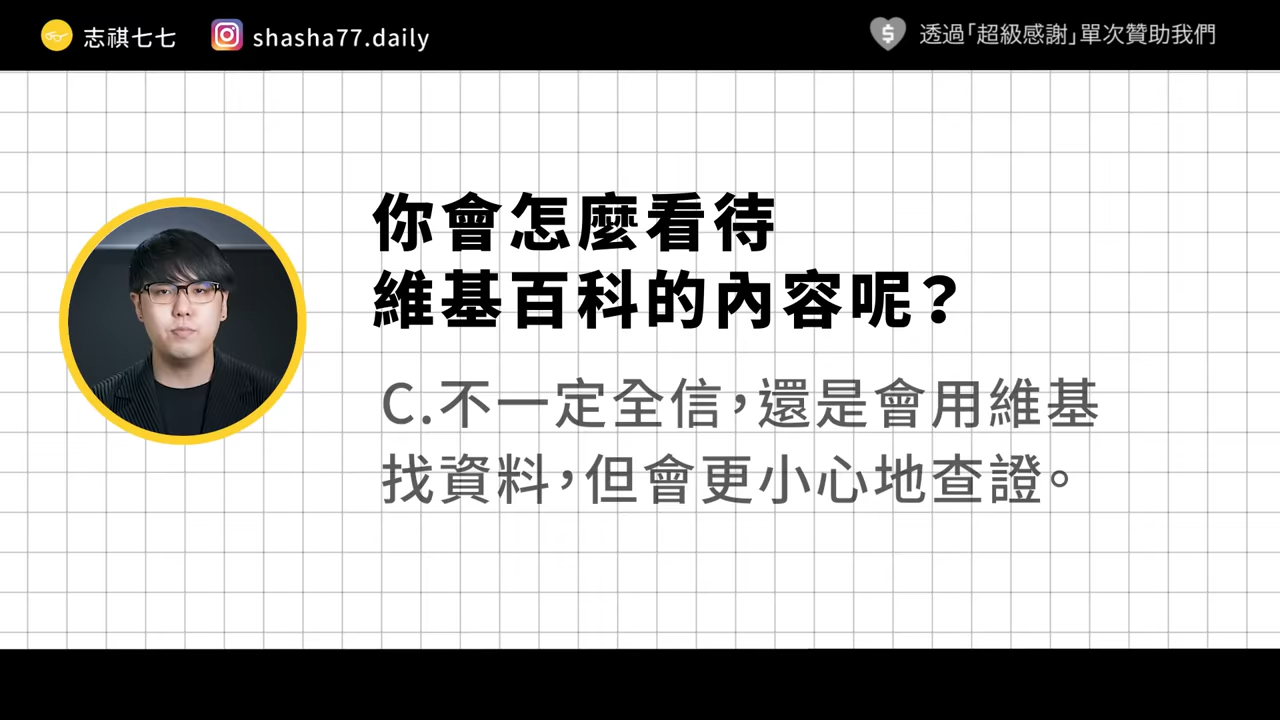 志祺七七
shasha77.daily
透過「超級感謝」單次贊助我們
你會怎麼看待
維基百科的內容呢？
C.不一定全信，還是會用維基
找資料，但會更小心地查證。